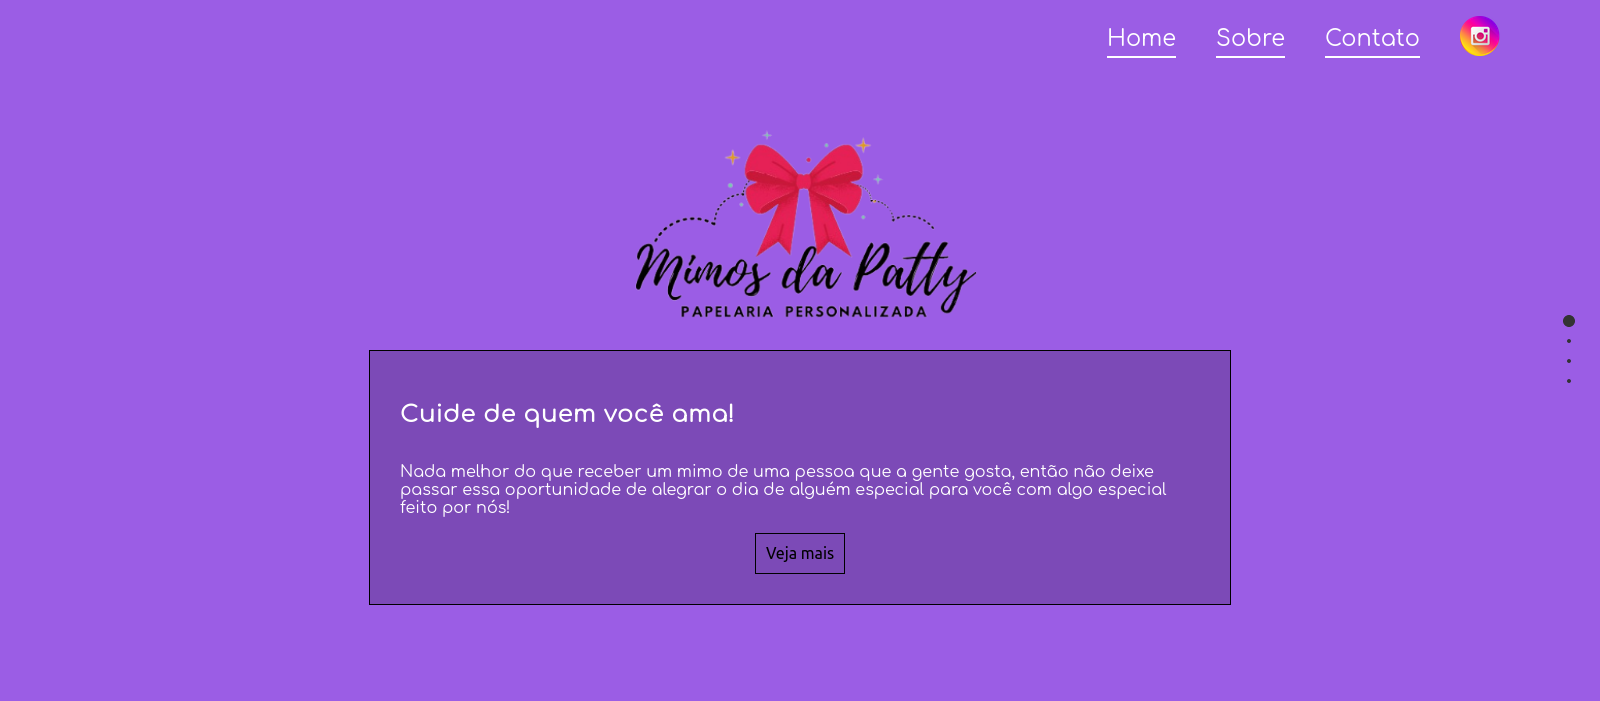 Home Sobre Contato
Mimos da Patty
PAPELARIA PERSONALIZADA
Cuide de quem você ama!
Nada melhor do que receber um mimo de uma pessoa que a gente gosta, então não deixe
passar essa oportunidade de alegrar o dia de alguém especial para você com algo especial
feito por nós!
Veja mais